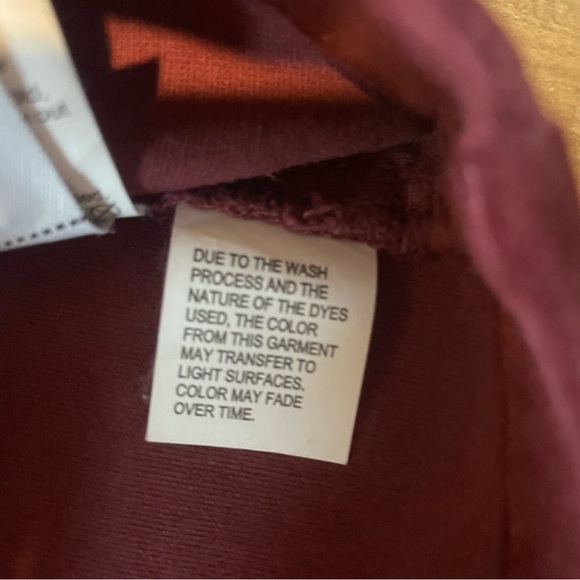 DUE TO THE WASH
PROCESS AND THE
NATURE OF THE DYES
USED, THE COLOR
FROM THIS GARMENT
MAY TRANSFER TO
LIGHT SURFACES.
COLOR MAY FADE
OVER TIME.